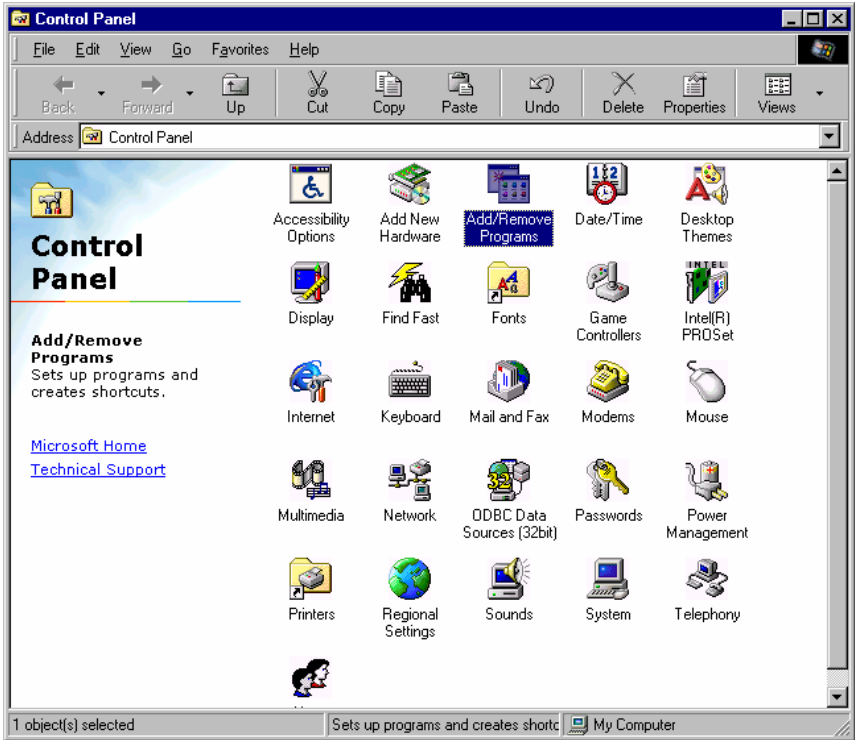 Control Panel
File Edit View Go Favorites Help
Back Forward Up Cut Copy Paste Undo Delete Properties Views
Address Control Panel
Control
Panel
Add/Remove
Programs
Sets up programs and
creates shortcuts.
Microsoft Home
Technical Support
Accessibility
Options
Add New
Hardware
Add/Remove
Programs
Date/Time
Desktop
Themes
Display
Find Fast
Fonts
Game
Controllers
INTEL
Intel(R)
PROSet
Internet
Keyboard
Mail and Fax
Modems
Mouse
Multimedia
Network
32
ODBC Data
Sources (32bit)
Passwords
Power
Management
Printers
Regional
Settings
Sounds
System
Telephony
1 object(s) selected
Sets up programs and creates shortc
My Computer